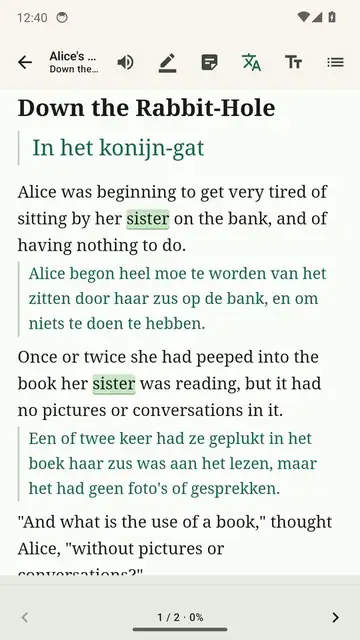 12:40
Alice's ...
Down the...
Down the Rabbit-Hole
In het konijn-gat
Alice was beginning to get very tired of
sitting by her sister on the bank, and of
having nothing to do.
Alice begon heel moe te worden van het
zitten door haar zus op de bank, en om
niets te doen te hebben.
Once or twice she had peeped into the
book her sister was reading, but it had
no pictures or conversations in it.
Een of twee keer had ze geplukt in het
boek haar zus was aan het lezen, maar
het had geen foto's of gesprekken.
"And what is the use of a book," thought
Alice, "without pictures or
conversations?"
1 / 2 · 0%